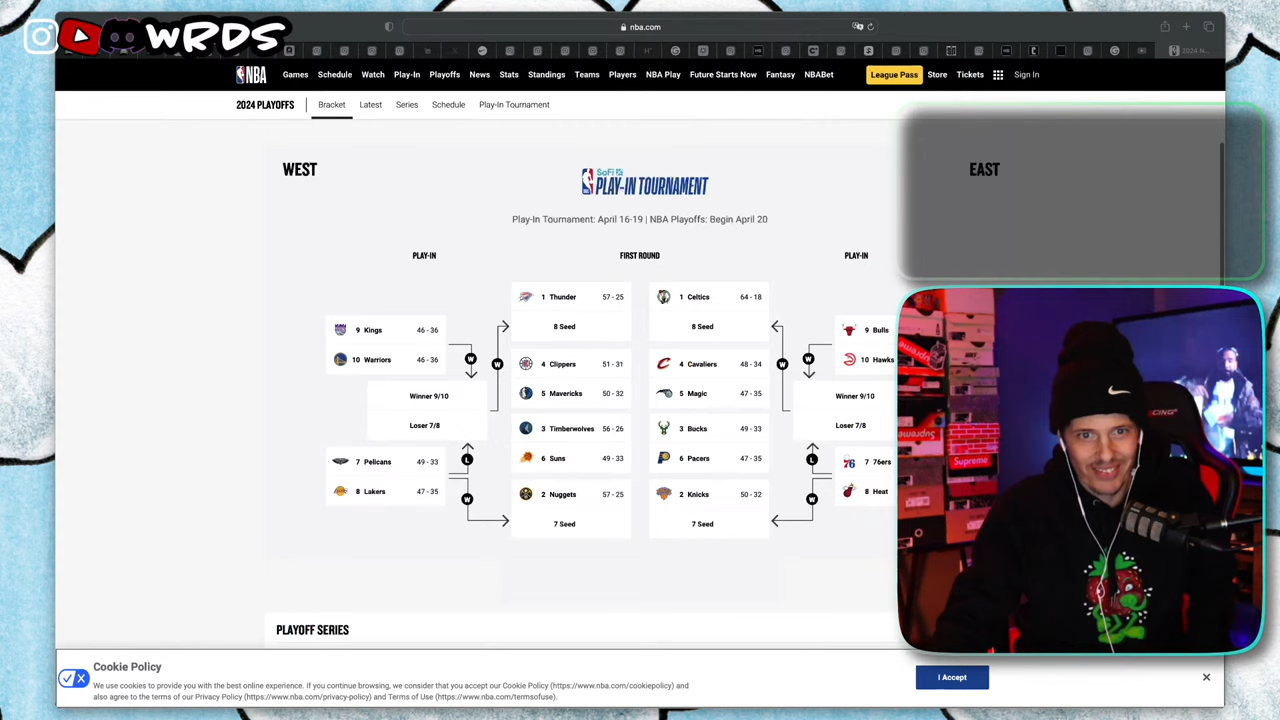 WRDS
nba.com
2024 N...
NBA Games Schedule Watch Play-In Playoffs News Stats Standings Teams Players NBA Play Future Starts Now Fantasy NBABet League Pass Store Tickets Sign In
2024 PLAYOFFS Bracket Latest Series Schedule Play-In Tournament
WEST
EAST
SoFi
PLAY-IN TOURNAMENT
Play-In Tournament: April 16-19 | NBA Playoffs: Begin April 20
PLAY-IN FIRST ROUND PLAY-IN
1 Thunder 57 - 25 1 Celtics 64 - 18
8 Seed 8 Seed
9 Kings 46 - 36 9 Bulls
10 Warriors 46 - 36 W W 10 Hawks
W 4 Clippers 51 - 31 4 Cavaliers 48 - 34 W
5 Mavericks 50 - 32 5 Magic 47 - 35
Winner 9/10 Winner 9/10
Loser 7/8 Loser 7/8
3 Timberwolves 56 - 26 3 Bucks 49 - 33
6 Suns 49 - 33 6 Pacers 47 - 35
7 Pelicans 49 - 33 L L 76 7 76ers
8 Lakers 47 - 35 W W 8 Heat
2 Nuggets 57 - 25 2 Knicks 50 - 32
7 Seed 7 Seed
PLAYOFF SERIES
Cookie Policy
We use cookies to provide you with the best online experience. If you continue browsing, we consider that you accept our Cookie Policy (https://www.nba.com/cookiepolicy) and
also agree to the terms of our Privacy Policy (https://www.nba.com/privacy-policy) and Terms of Use (https://www.nba.com/termsofuse).
I Accept
Supreme